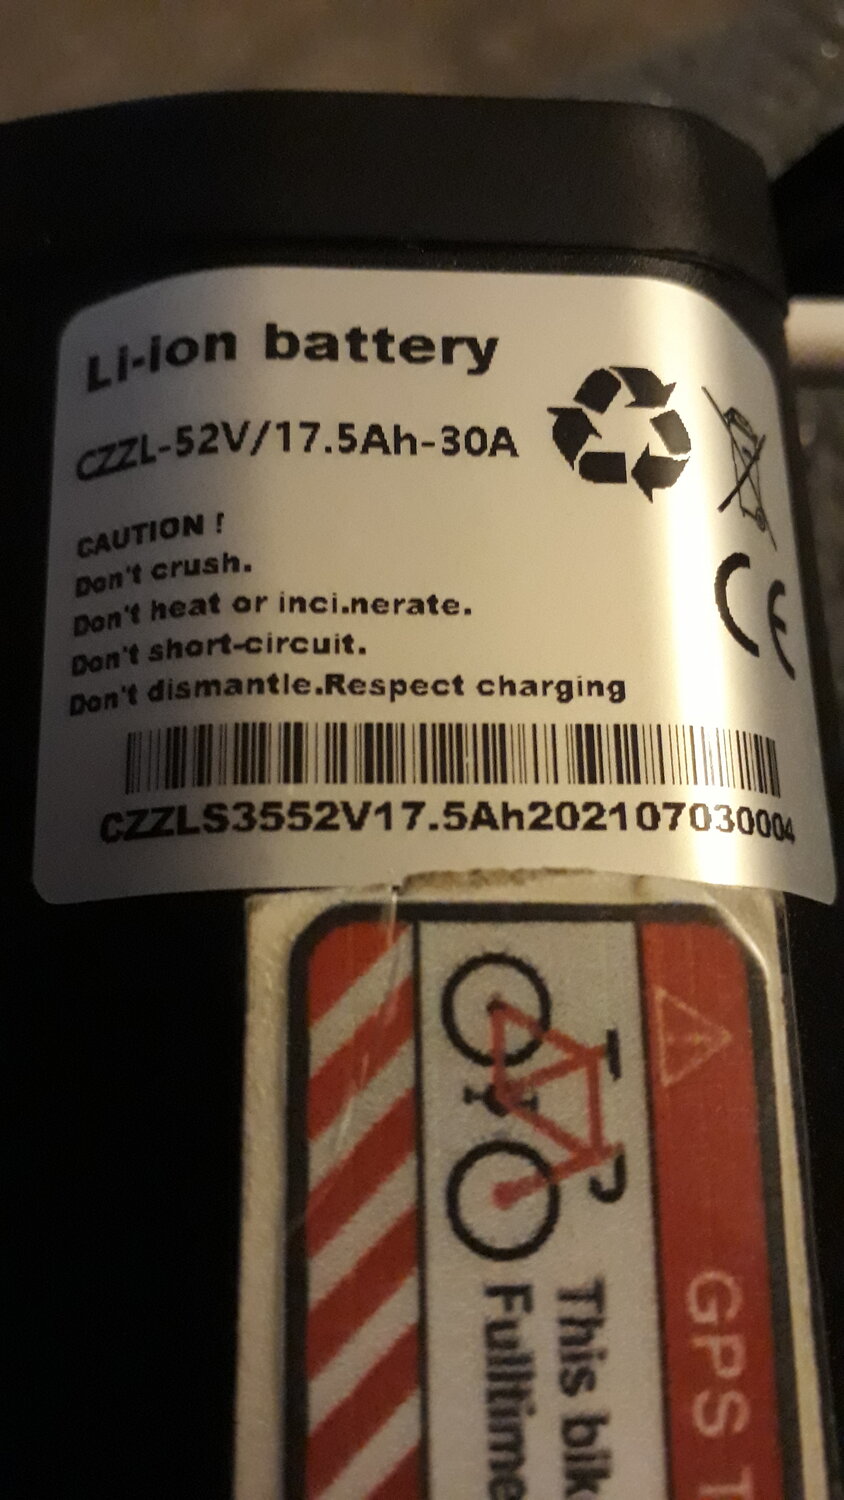 Li-ion battery
CZZL-52V/17.5Ah-30A
CAUTION !
Don't crush.
Don't heat or inci.nerate.
Don't short-circuit.
Don't dismantle.Respect charging
CE
CZZLS3552V17.5Ah202107030004
GPS T
This bik
Fulltime